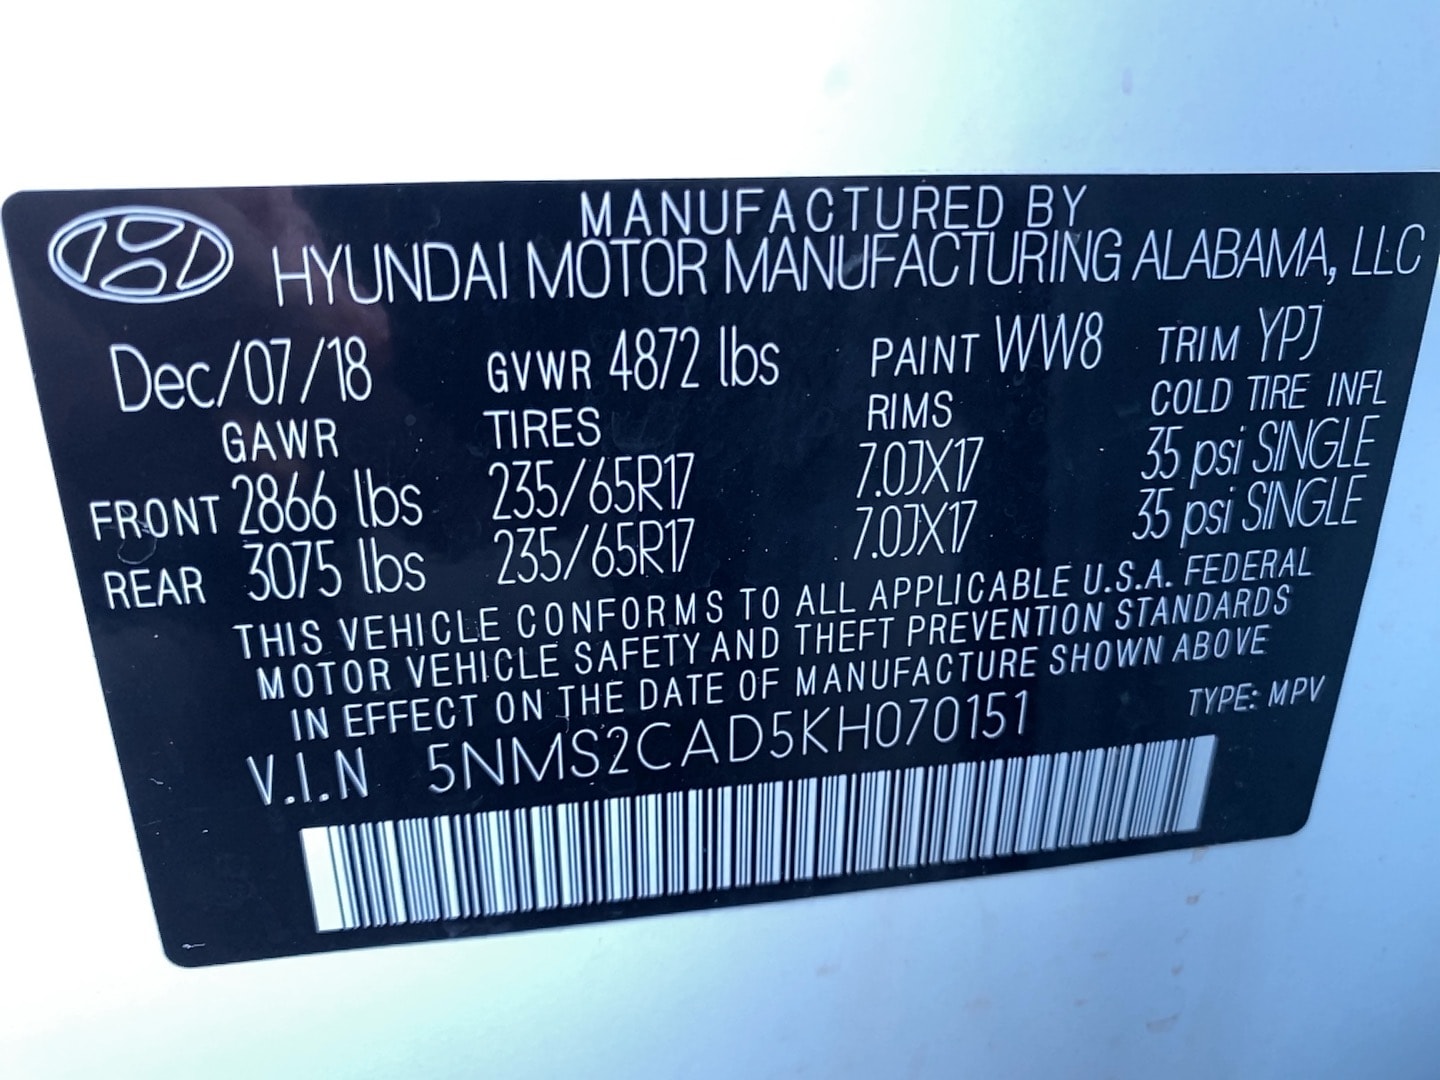 MANUFACTURED BY
HYUNDAI MOTOR MANUFACTURING ALABAMA, LLC
Dec/07/18 GVWR 4872 lbs PAINT WW8 TRIM YPJ
GAWR TIRES RIMS COLD TIRE INFL
FRONT 2866 lbs 235/65R17 7.0JX17 35 psi SINGLE
REAR 3075 lbs 235/65R17 7.0JX17 35 psi SINGLE
THIS VEHICLE CONFORMS TO ALL APPLICABLE U.S.A. FEDERAL
MOTOR VEHICLE SAFETY AND THEFT PREVENTION STANDARDS
IN EFFECT ON THE DATE OF MANUFACTURE SHOWN ABOVE
V.I.N 5NMS2CAD5KH070151 TYPE: MPV